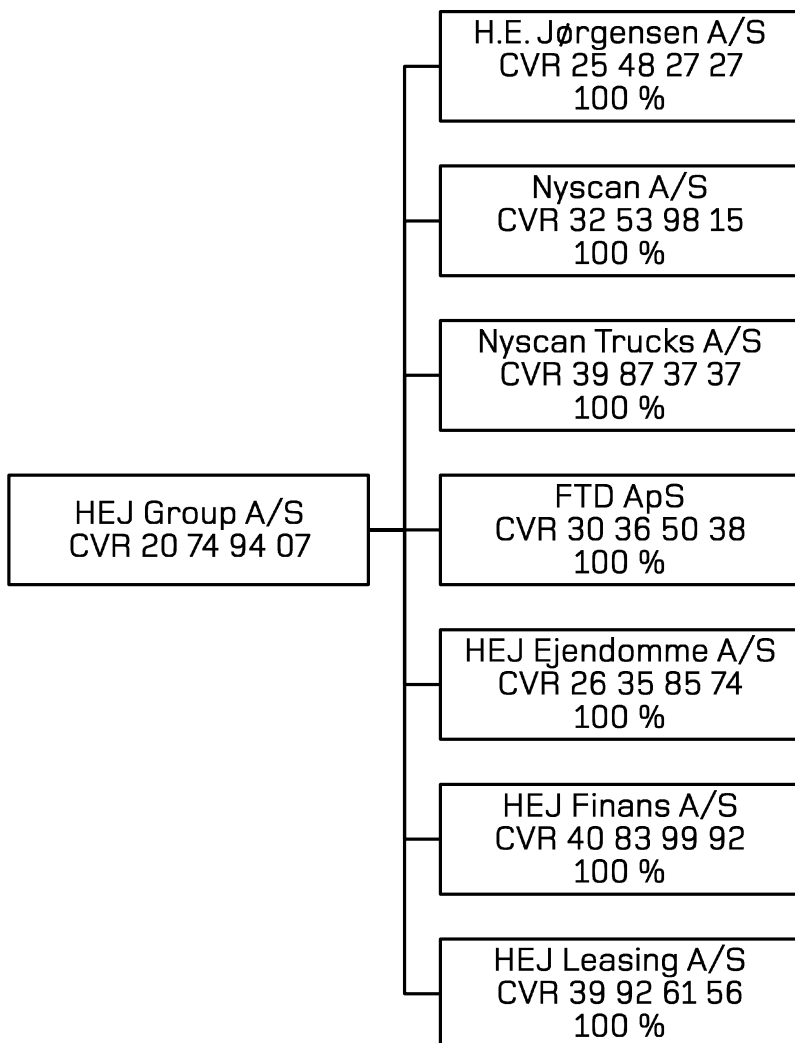 H.E. Jørgensen A/S
CVR 25 48 27 27
100 %
Nyscan A/S
CVR 32 53 98 15
100 %
Nyscan Trucks A/S
CVR 39 87 37 37
100 %
HEJ Group A/S
CVR 20 74 94 07
FTD ApS
CVR 30 36 50 38
100 %
HEJ Ejendomme A/S
CVR 26 35 85 74
100 %
HEJ Finans A/S
CVR 40 83 99 92
100 %
HEJ Leasing A/S
CVR 39 92 61 56
100 %